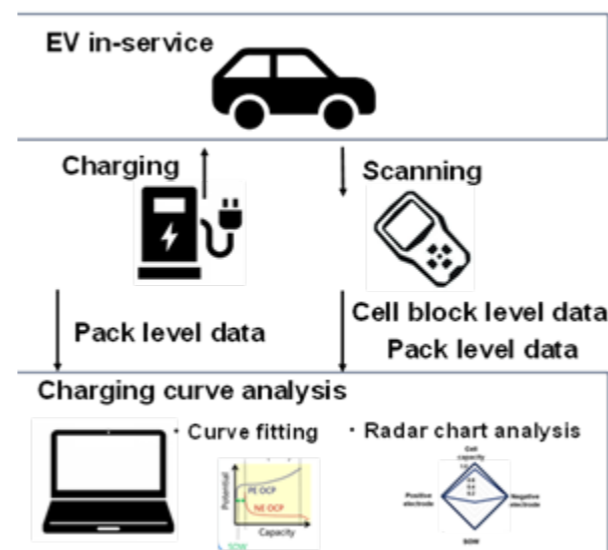 EV in-service
Charging
Scanning
Pack level data
Cell block level data
Pack level data
Charging curve analysis
・Curve fitting
・Radar chart analysis
Potential
PE OCP
NE OCP
Capacity
SOW
Cell
capacity
Positive
electrode
Negative
electrode
SOW